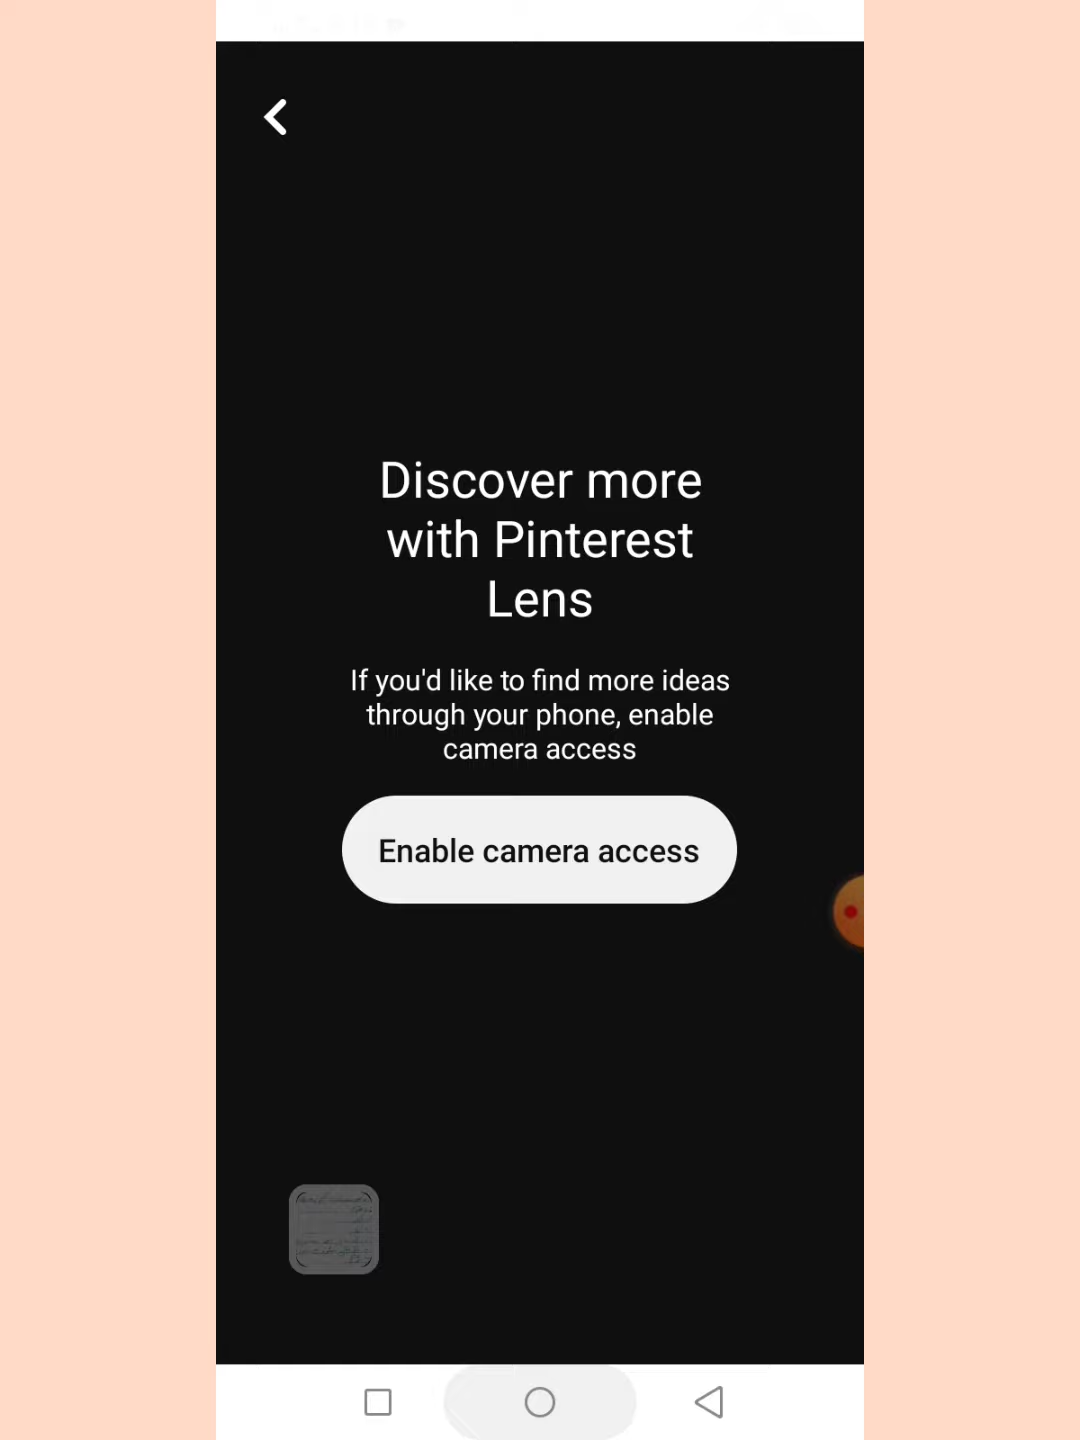 Discover more
with Pinterest
Lens
If you'd like to find more ideas
through your phone, enable
camera access
Enable camera access